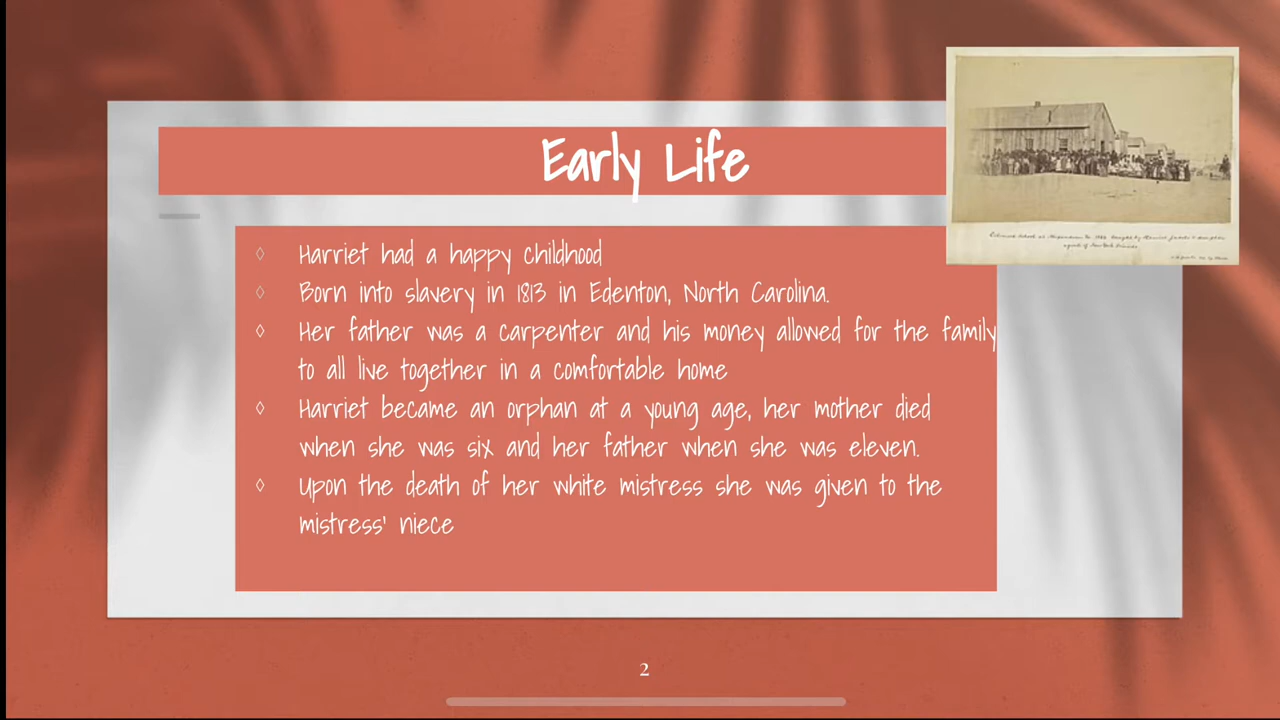 Early Life
◊ Harriet had a happy childhood
◊ Born into slavery in 1813 in Edenton, North Carolina.
◊ Her father was a carpenter and his money allowed for the family
to all live together in a comfortable home
◊ Harriet became an orphan at a young age, her mother died
when she was six and her father when she was eleven.
◊ Upon the death of her white mistress she was given to the
mistress' niece
2